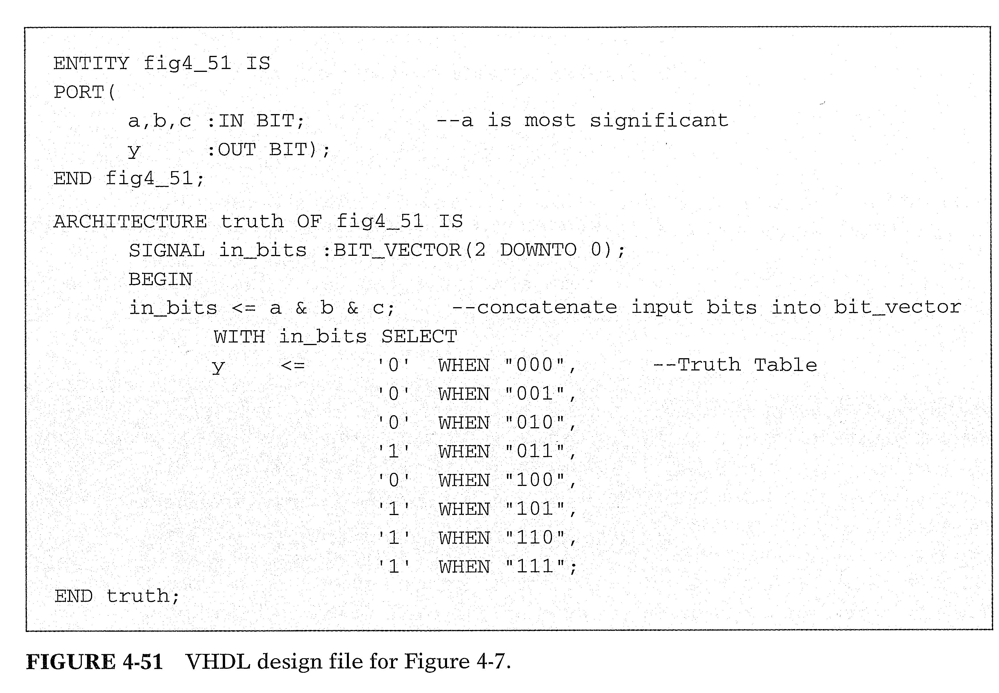 ENTITY fig4_51 IS
PORT(
a,b,c :IN BIT; --a is most significant
y :OUT BIT);
END fig4_51;
ARCHITECTURE truth OF fig4_51 IS
SIGNAL in_bits :BIT_VECTOR(2 DOWNTO 0);
BEGIN
in_bits <= a & b & c; --concatenate input bits into bit_vector
WITH in_bits SELECT
y <= '0' WHEN "000", --Truth Table
'0' WHEN "001",
'0' WHEN "010",
'1' WHEN "011",
'0' WHEN "100",
'1' WHEN "101",
'1' WHEN "110",
'1' WHEN "111";
END truth;
FIGURE 4-51 VHDL design file for Figure 4-7.